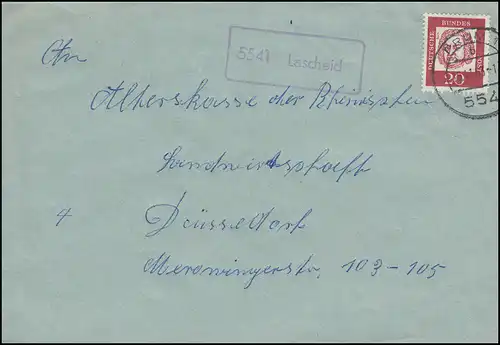 5541 Lascheid
DEUTSCHE BUNDES
20
554
An
Alterskasse der Rheinischen
Landwirtschaft
4 Düsseldorf
Merowingerstr. 103-105